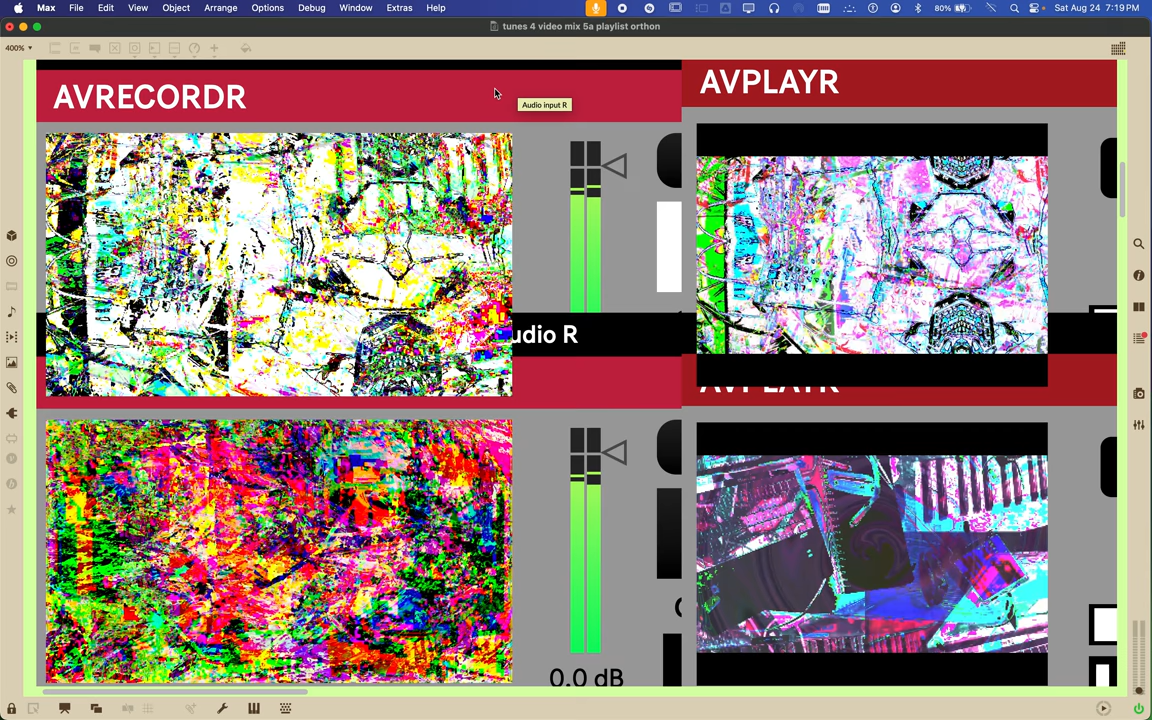 Max File Edit View Object Arrange Options Debug Window Extras Help 80% Sat Aug 24 7:19 PM
tunes 4 video mix 5a playlist orthon
400%
AVRECORDR
AVPLAYR
Audio input R
udio R
AVPLAYR
0.0 dB